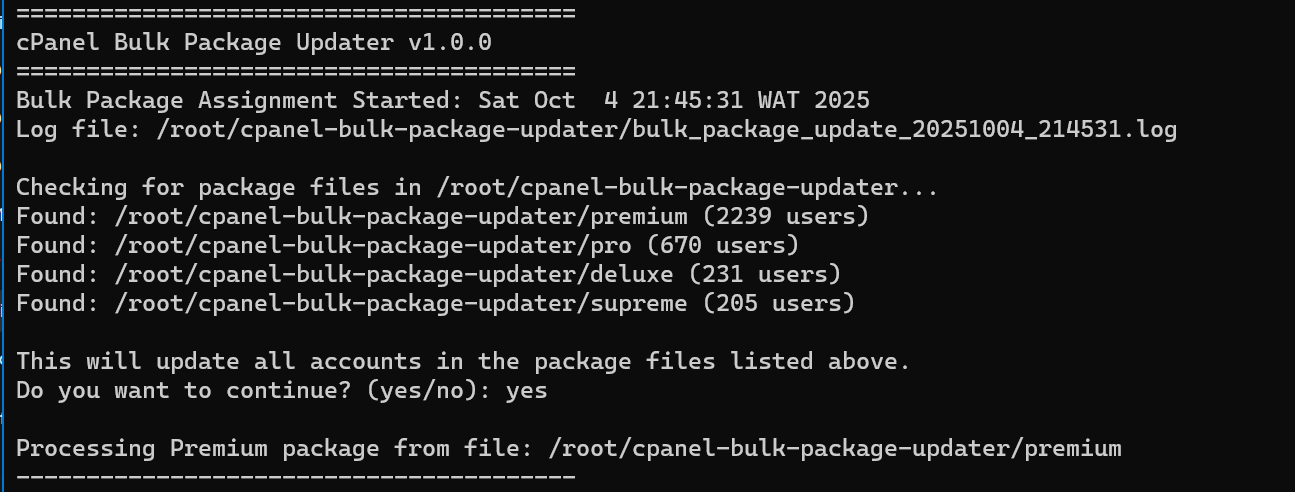 ========================================
cPanel Bulk Package Updater v1.0.0
========================================
Bulk Package Assignment Started: Sat Oct  4 21:45:31 WAT 2025
Log file: /root/cpanel-bulk-package-updater/bulk_package_update_20251004_214531.log

Checking for package files in /root/cpanel-bulk-package-updater...
Found: /root/cpanel-bulk-package-updater/premium (2239 users)
Found: /root/cpanel-bulk-package-updater/pro (670 users)
Found: /root/cpanel-bulk-package-updater/deluxe (231 users)
Found: /root/cpanel-bulk-package-updater/supreme (205 users)

This will update all accounts in the package files listed above.
Do you want to continue? (yes/no): yes

Processing Premium package from file: /root/cpanel-bulk-package-updater/premium
----------------------------------------